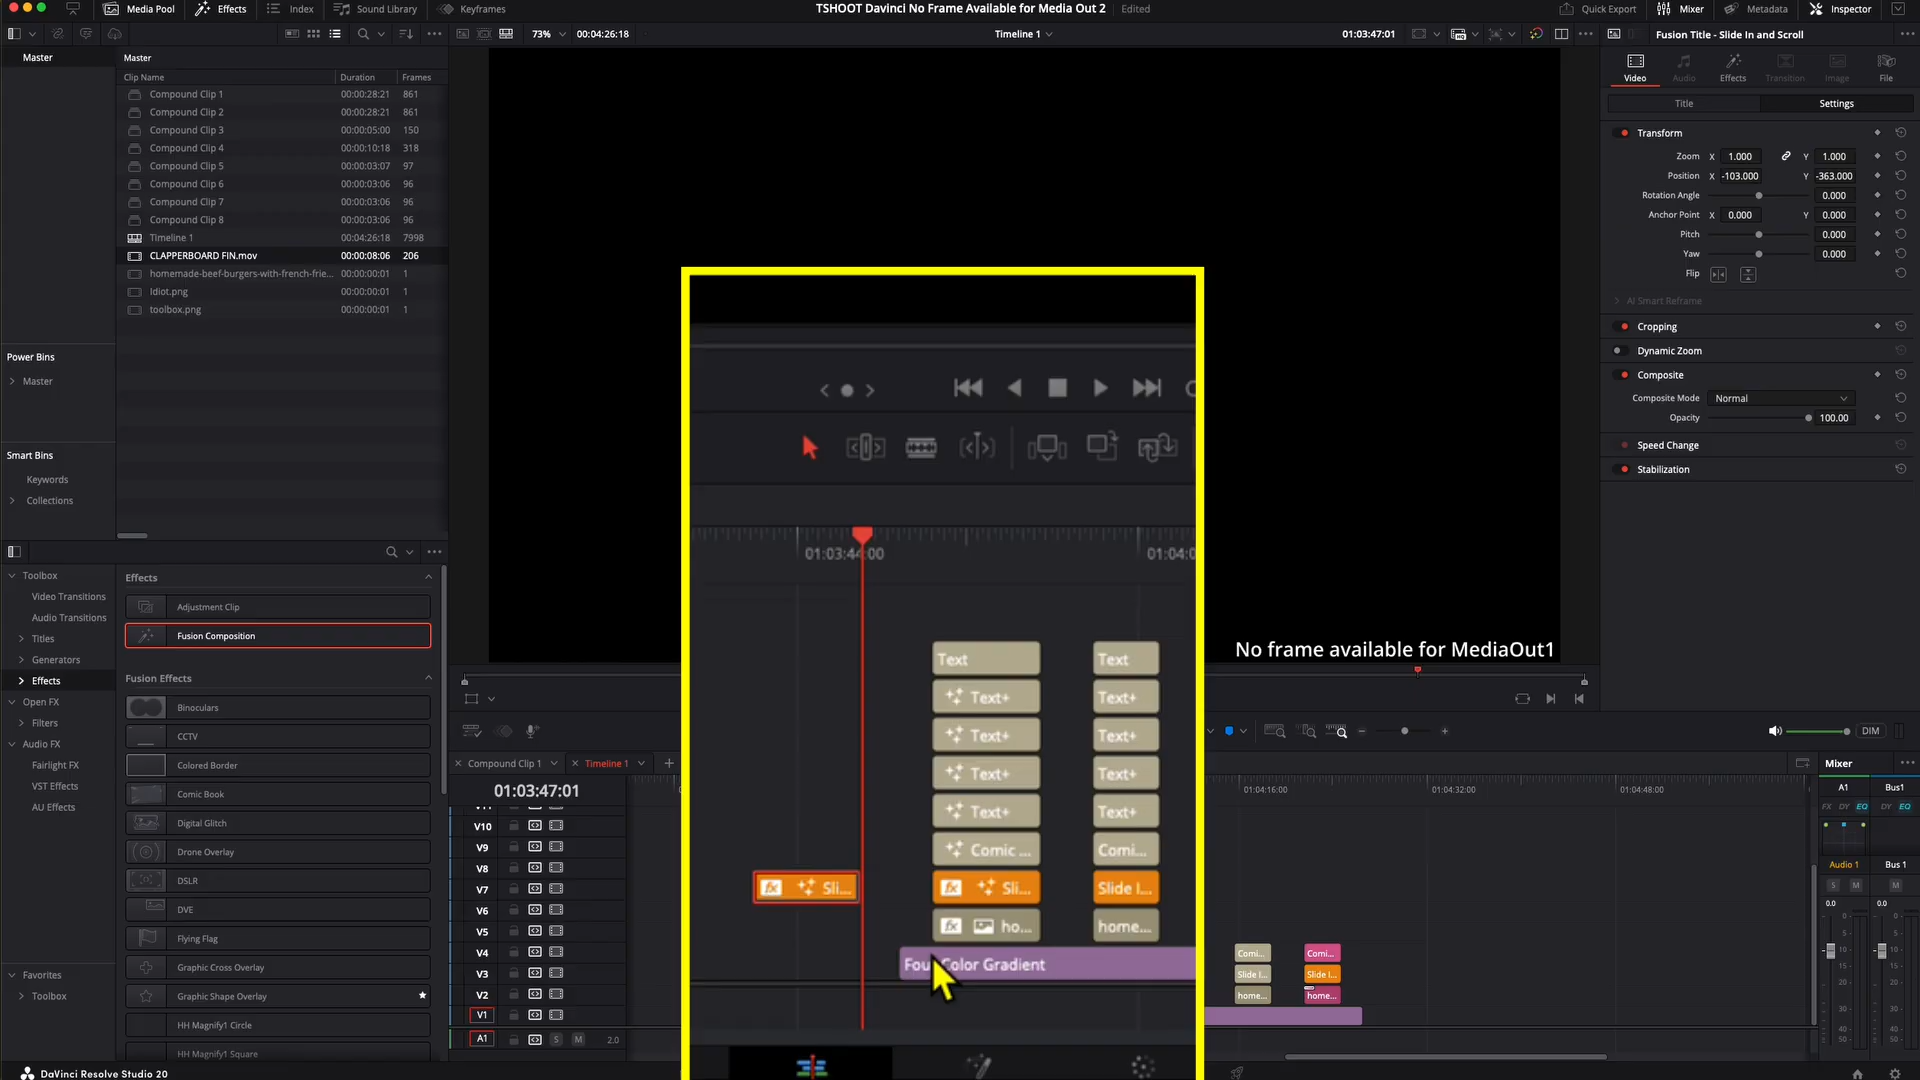 Media Pool
Effects
Index
Sound Library
Keyframes
TSHOOT Davinci No Frame Available for Media Out 2
Edited
Quick Export
Mixer
Metadata
Inspector
73%
00:04:26:18
Timeline 1
01:03:47:01
Fusion Title - Slide In and Scroll
Master
Master
Clip Name Duration Frames
Compound Clip 1 00:00:28:21 861
Compound Clip 2 00:00:28:21 861
Compound Clip 3 00:00:05:00 150
Compound Clip 4 00:00:10:18 318
Compound Clip 5 00:00:03:07 97
Compound Clip 6 00:00:03:06 96
Compound Clip 7 00:00:03:06 96
Compound Clip 8 00:00:03:06 96
Timeline 1 00:04:26:18 7998
CLAPPERBOARD FIN.mov 00:00:08:06 206
homemade-beef-burgers-with-french-frie... 00:00:00:01 1
Idiot.png 00:00:00:01 1
toolbox.png 00:00:00:01 1
Power Bins
Master
Smart Bins
Keywords
Collections
Video
Audio
Effects
Transition
Image
File
Title
Settings
Transform
Zoom X 1.000 Y 1.000
Position X -103.000 Y -363.000
Rotation Angle 0.000
Anchor Point X 0.000 Y 0.000
Pitch 0.000
Yaw 0.000
Flip
AI Smart Reframe
Cropping
Dynamic Zoom
Composite
Composite Mode Normal
Opacity 100.00
Speed Change
Stabilization
Toolbox
Video Transitions
Audio Transitions
Titles
Generators
Effects
Open FX
Filters
Audio FX
Fairlight FX
VST Effects
AU Effects
Favorites
Toolbox
Effects
Adjustment Clip
Fusion Composition
Fusion Effects
Binoculars
CCTV
Colored Border
Comic Book
Digital Glitch
Drone Overlay
DSLR
DVE
Flying Flag
Graphic Cross Overlay
Graphic Shape Overlay
HH Magnify1 Circle
HH Magnify1 Square
No frame available for MediaOut1
Compound Clip 1
Timeline 1
01:03:47:01
V10
V9
V8
V7
V6
V5
V4
V3
V2
V1
A1 S M 2.0
01:03:44:00
01:04:0
Text Text
Text+ Text+
Text+ Text+
Text+ Text+
Text+ Text+
Comic ... Comi...
fx Sli... fx Sli... Slide I...
fx ho... home...
Color Gradient
DIM
01:04:16:00
01:04:32:00
01:04:48:00
Comi... Comi...
Slide I... Slide I...
home... home...
Mixer
A1 Bus1
FX DY EQ DY EQ
Audio 1 Bus 1
S M M
0.0 0.0
DaVinci Resolve Studio 20